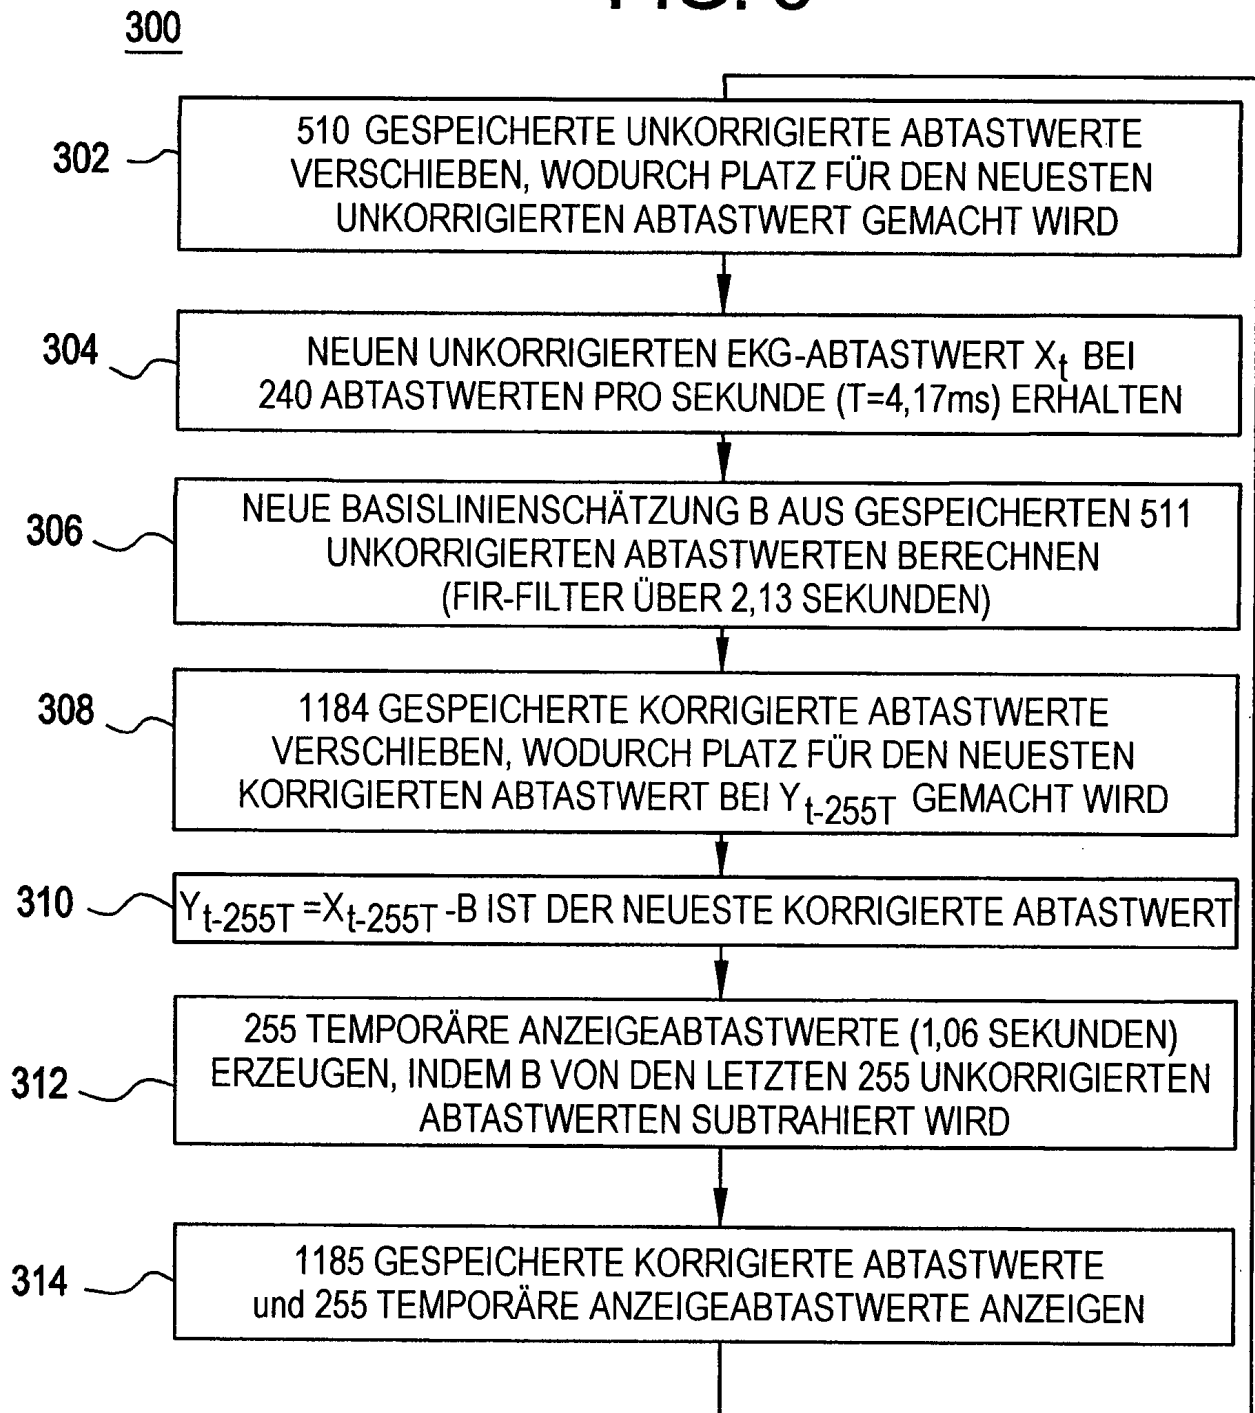 300
302
510 GESPEICHERTE UNKORRIGIERTE ABTASTWERTE
VERSCHIEBEN, WODURCH PLATZ FÜR DEN NEUESTEN
UNKORRIGIERTEN ABTASTWERT GEMACHT WIRD
304
NEUEN UNKORRIGIERTEN EKG-ABTASTWERT Xt BEI
240 ABTASTWERTEN PRO SEKUNDE (T=4,17ms) ERHALTEN
306
NEUE BASISLINIENSCHÄTZUNG B AUS GESPEICHERTEN 511
UNKORRIGIERTEN ABTASTWERTEN BERECHNEN
(FIR-FILTER ÜBER 2,13 SEKUNDEN)
308
1184 GESPEICHERTE KORRIGIERTE ABTASTWERTE
VERSCHIEBEN, WODURCH PLATZ FÜR DEN NEUESTEN
KORRIGIERTEN ABTASTWERT BEI Yt-255T GEMACHT WIRD
310
Yt-255T =Xt-255T -B IST DER NEUESTE KORRIGIERTE ABTASTWERT
312
255 TEMPORÄRE ANZEIGEABTASTWERTE (1,06 SEKUNDEN)
ERZEUGEN, INDEM B VON DEN LETZTEN 255 UNKORRIGIERTEN
ABTASTWERTEN SUBTRAHIERT WIRD
314
1185 GESPEICHERTE KORRIGIERTE ABTASTWERTE
und 255 TEMPORÄRE ANZEIGEABTASTWERTE ANZEIGEN